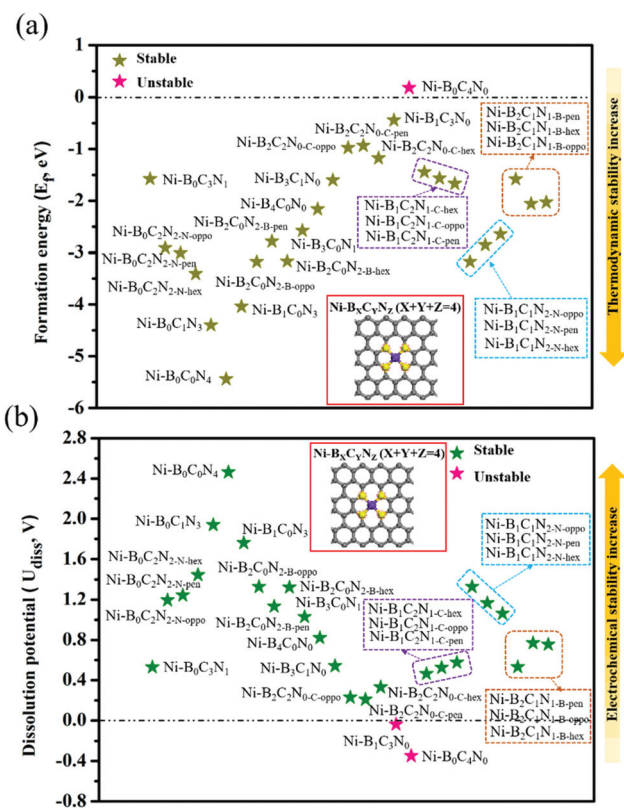 (a)
Stable
Unstable
Ni-B₀C₄N₀
Ni-B₁C₃N₀
Ni-B₂C₂N₀₋C₋pen
Ni-B₂C₂N₀₋C₋oppo
Ni-B₂C₂N₀₋C₋hex
Ni-B₂C₁N₁₋B₋pen
Ni-B₂C₁N₁₋B₋hex
Ni-B₂C₁N₁₋B₋oppo
Ni-B₀C₃N₁
Ni-B₃C₁N₀
Ni-B₄C₀N₀
Ni-B₁C₂N₁₋C₋hex
Ni-B₁C₂N₁₋C₋oppo
Ni-B₁C₂N₁₋C₋pen
Ni-B₀C₂N₂₋N₋oppo
Ni-B₂C₀N₂₋B₋pen
Ni-B₃C₀N₁
Ni-B₀C₂N₂₋N₋pen
Ni-B₀C₂N₂₋N₋hex
Ni-B₂C₀N₂₋B₋oppo
Ni-B₂C₀N₂₋B₋hex
Ni-B₁C₀N₃
Ni-B₀C₁N₃
Ni-B₀C₀N₄
Ni-BXCYNZ (X+Y+Z=4)
Ni-B₁C₁N₂₋N₋oppo
Ni-B₁C₁N₂₋N₋pen
Ni-B₁C₁N₂₋N₋hex
Formation energy (Ef, eV)
1
0
-1
-2
-3
-4
-5
-6
Thermodynamic stability increase
(b)
Stable
Unstable
Ni-BXCYNZ (X+Y+Z=4)
Ni-B₀C₀N₄
Ni-B₀C₁N₃
Ni-B₁C₀N₃
Ni-B₁C₁N₂₋N₋oppo
Ni-B₁C₁N₂₋N₋pen
Ni-B₁C₁N₂₋N₋hex
Ni-B₀C₂N₂₋N₋hex
Ni-B₂C₀N₂₋B₋oppo
Ni-B₀C₂N₂₋N₋pen
Ni-B₂C₀N₂₋B₋hex
Ni-B₃C₀N₁
Ni-B₀C₂N₂₋N₋oppo
Ni-B₂C₀N₂₋B₋pen
Ni-B₁C₂N₁₋C₋hex
Ni-B₁C₂N₁₋C₋oppo
Ni-B₁C₂N₁₋C₋pen
Ni-B₄C₀N₀
Ni-B₀C₃N₁
Ni-B₃C₁N₀
Ni-B₂C₂N₀₋C₋oppo
Ni-B₂C₂N₀₋C₋hex
Ni-B₂C₂N₀₋C₋pen
Ni-B₂C₁N₁₋B₋pen
Ni-B₂C₁N₁₋B₋oppo
Ni-B₂C₁N₁₋B₋hex
Ni-B₁C₃N₀
Ni-B₀C₄N₀
Dissolution potential ( Udiss, V)
2.8
2.4
2.0
1.6
1.2
0.8
0.4
0.0
-0.4
-0.8
Electrochemical stability increase